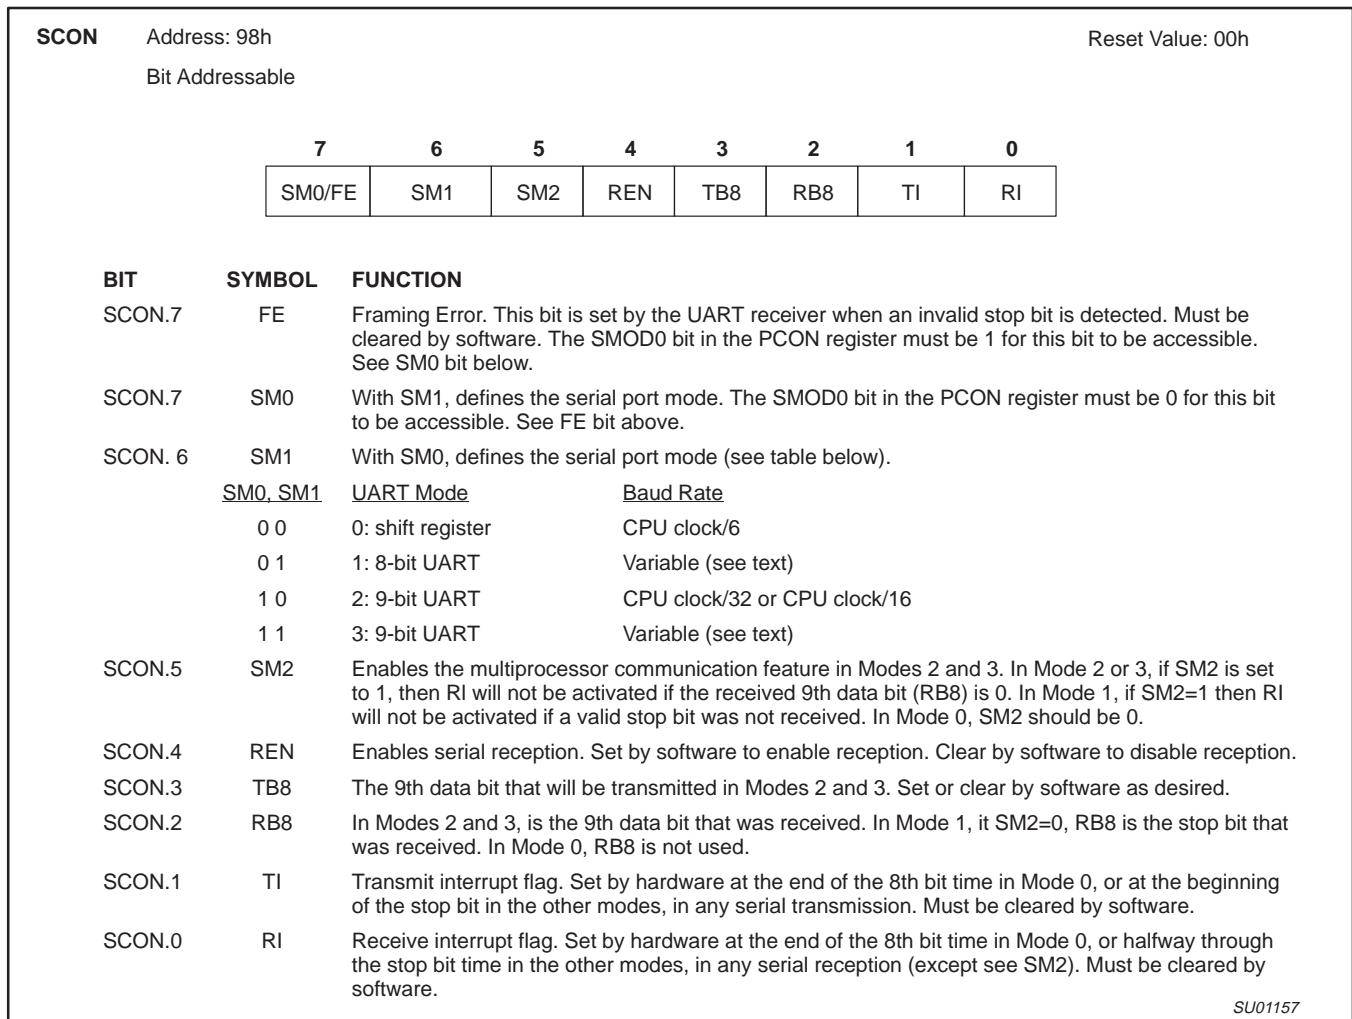 SCON Address: 98h Reset Value: 00h
Bit Addressable
7 6 5 4 3 2 1 0
SM0/FE SM1 SM2 REN TB8 RB8 TI RI
BIT SYMBOL FUNCTION
SCON.7 FE Framing Error. This bit is set by the UART receiver when an invalid stop bit is detected. Must be
cleared by software. The SMOD0 bit in the PCON register must be 1 for this bit to be accessible.
See SM0 bit below.
SCON.7 SM0 With SM1, defines the serial port mode. The SMOD0 bit in the PCON register must be 0 for this bit
to be accessible. See FE bit above.
SCON. 6 SM1 With SM0, defines the serial port mode (see table below).
SM0, SM1 UART Mode Baud Rate
0 0 0: shift register CPU clock/6
0 1 1: 8-bit UART Variable (see text)
1 0 2: 9-bit UART CPU clock/32 or CPU clock/16
1 1 3: 9-bit UART Variable (see text)
SCON.5 SM2 Enables the multiprocessor communication feature in Modes 2 and 3. In Mode 2 or 3, if SM2 is set
to 1, then RI will not be activated if the received 9th data bit (RB8) is 0. In Mode 1, if SM2=1 then RI
will not be activated if a valid stop bit was not received. In Mode 0, SM2 should be 0.
SCON.4 REN Enables serial reception. Set by software to enable reception. Clear by software to disable reception.
SCON.3 TB8 The 9th data bit that will be transmitted in Modes 2 and 3. Set or clear by software as desired.
SCON.2 RB8 In Modes 2 and 3, is the 9th data bit that was received. In Mode 1, it SM2=0, RB8 is the stop bit that
was received. In Mode 0, RB8 is not used.
SCON.1 TI Transmit interrupt flag. Set by hardware at the end of the 8th bit time in Mode 0, or at the beginning
of the stop bit in the other modes, in any serial transmission. Must be cleared by software.
SCON.0 RI Receive interrupt flag. Set by hardware at the end of the 8th bit time in Mode 0, or halfway through
the stop bit time in the other modes, in any serial reception (except see SM2). Must be cleared by
software.
SU01157